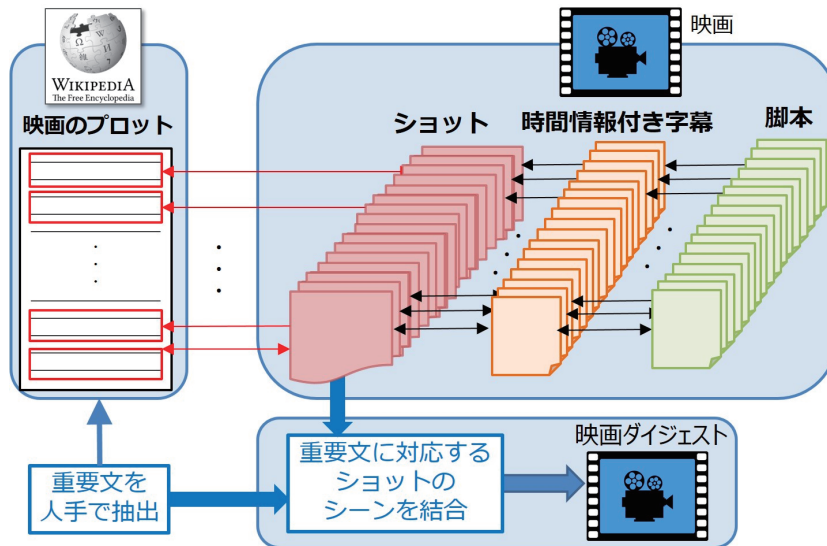 WIKIPEDIA
The Free Encyclopedia
映画のプロット
映画
ショット
時間情報付き字幕
脚本
重要文を
人手で抽出
重要文に対応する
ショットの
シーンを結合
映画ダイジェスト